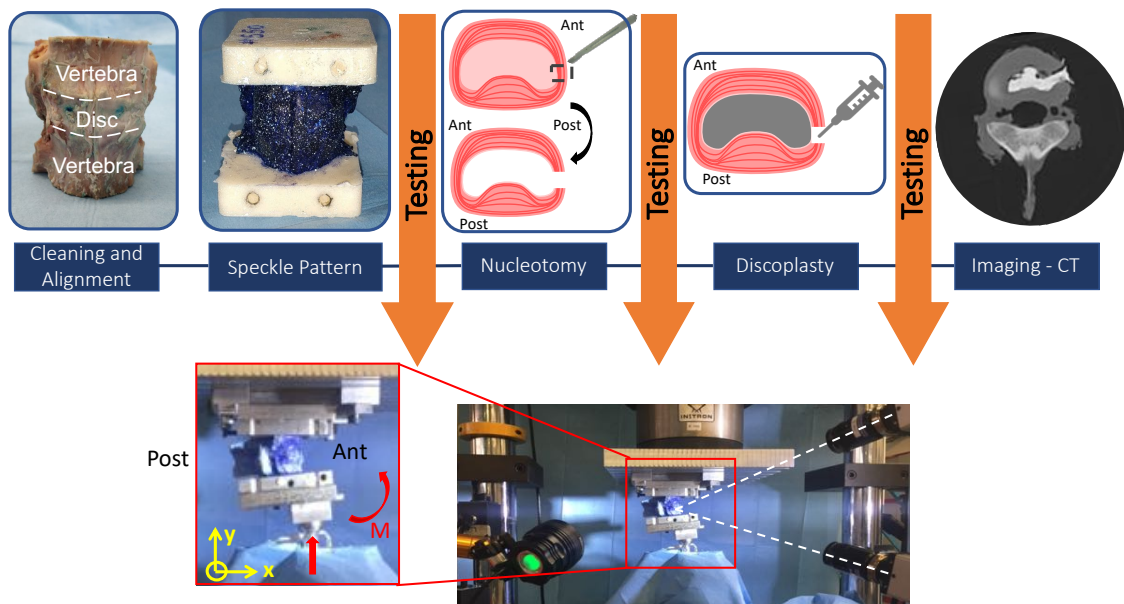 Vertebra
Disc
Vertebra
Ant
Post
Ant
Post
Ant
Post
Testing
Testing
Testing
Cleaning and
Alignment
Speckle Pattern
Nucleotomy
Discoplasty
Imaging - CT
Post
Ant
M
y
x
INSTRON